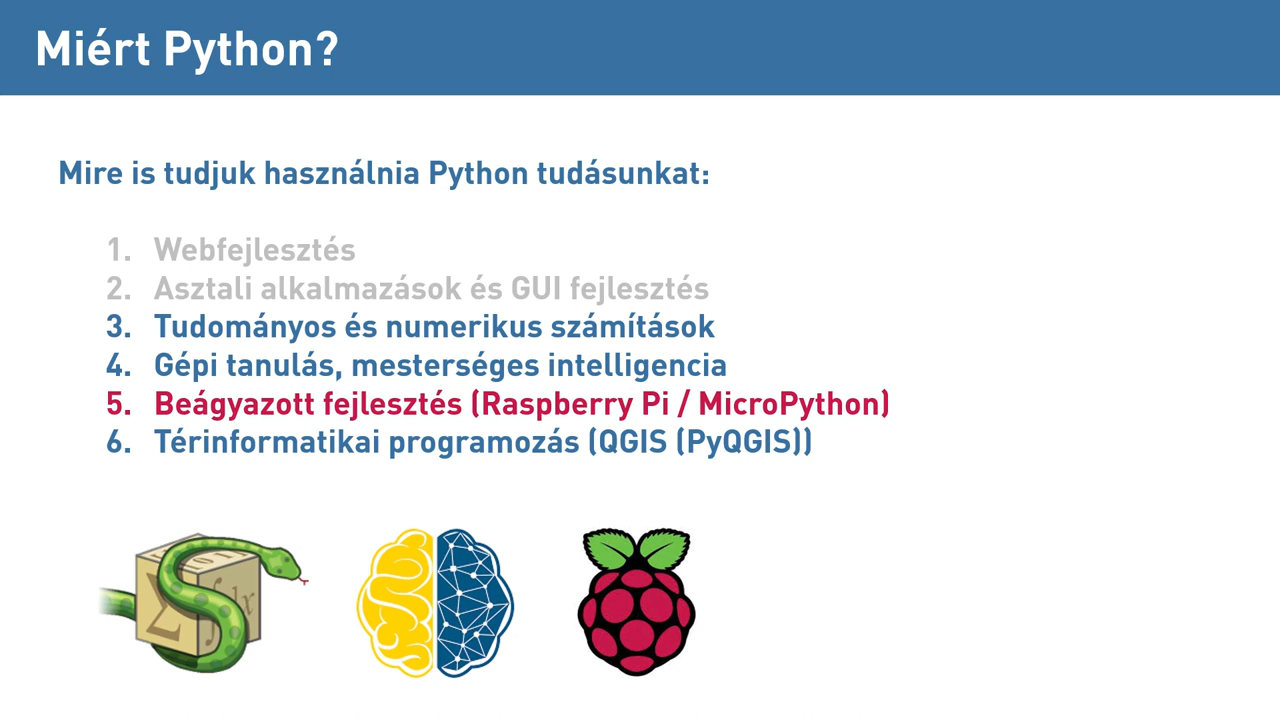 Miért Python?
Mire is tudjuk használnia Python tudásunkat:
1. Webfejlesztés
2. Asztali alkalmazások és GUI fejlesztés
3. Tudományos és numerikus számítások
4. Gépi tanulás, mesterséges intelligencia
5. Beágyazott fejlesztés (Raspberry Pi / MicroPython)
6. Térinformatikai programozás (QGIS (PyQGIS))